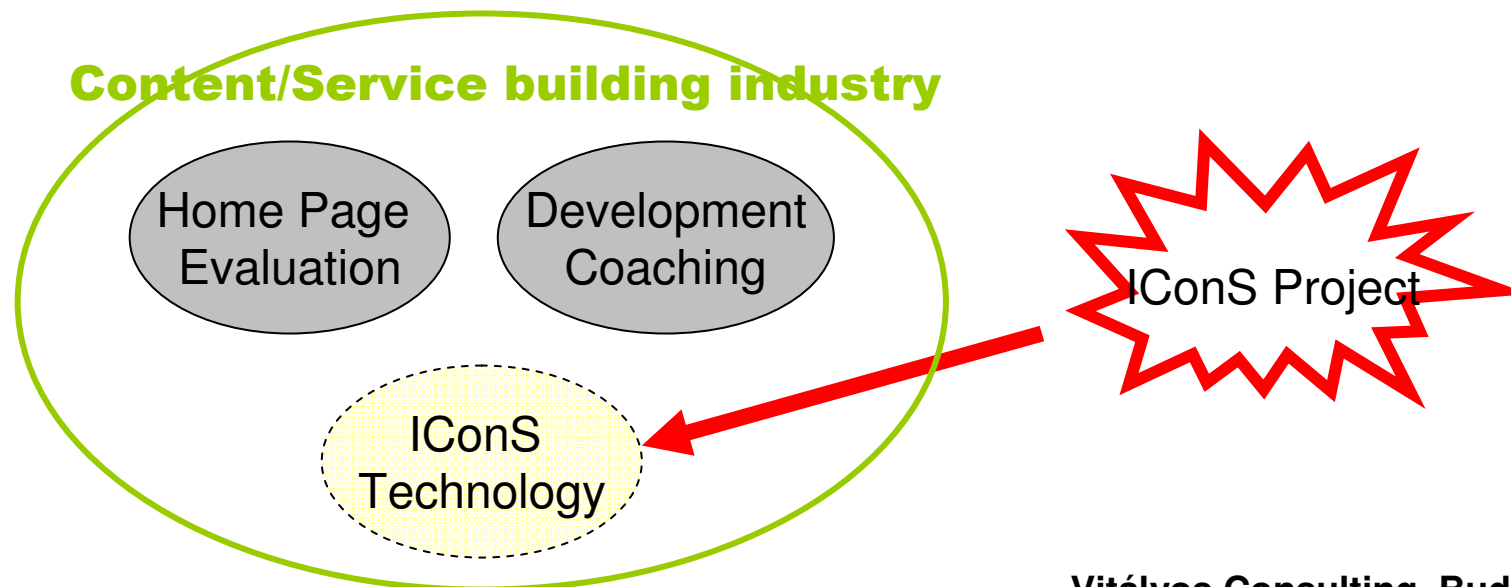 Content/Service building industry
Home Page
Evaluation
Development
Coaching
IConS Project
IConS
Technology
Vitályos Consulting, Bud